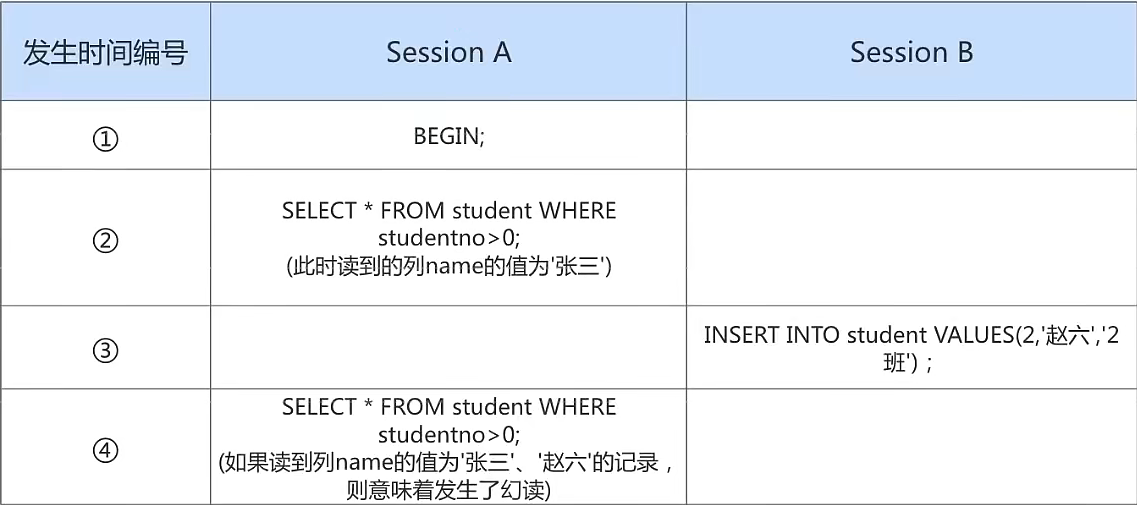 发生时间编号 Session A Session B
① BEGIN;
② SELECT * FROM student WHERE
studentno>0;
(此时读到的列name的值为'张三')
③ INSERT INTO student VALUES(2,'赵六','2
班');
④ SELECT * FROM student WHERE
studentno>0;
(如果读到列name的值为'张三'、'赵六'的记录，
则意味着发生了幻读)